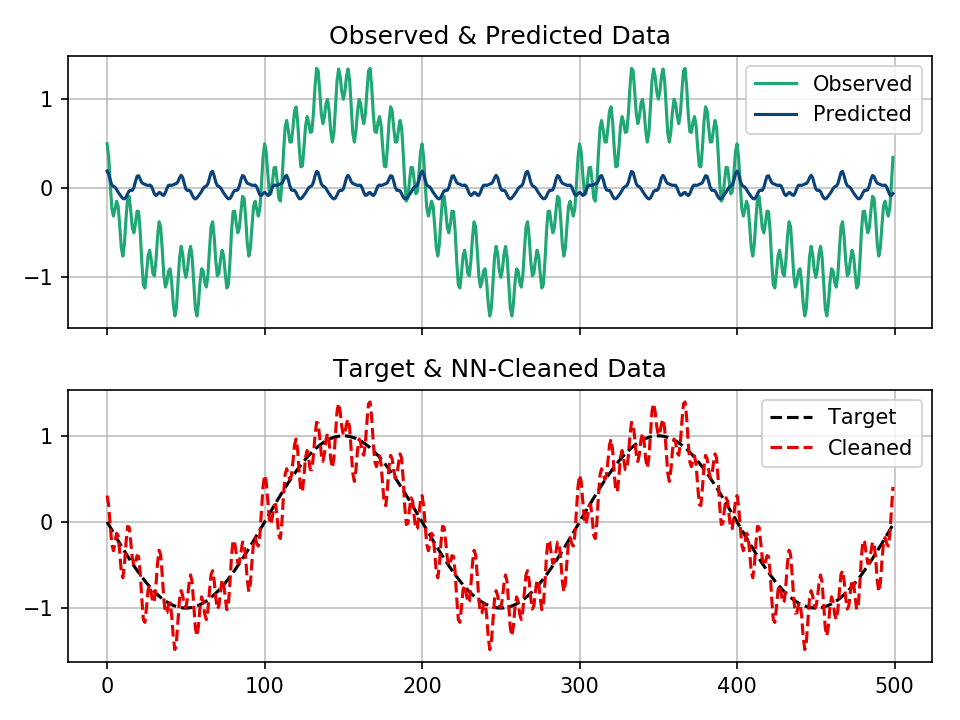 Observed & Predicted Data
Observed
Predicted
1
0
−1
Target & NN-Cleaned Data
Target
Cleaned
1
0
−1
0 100 200 300 400 500